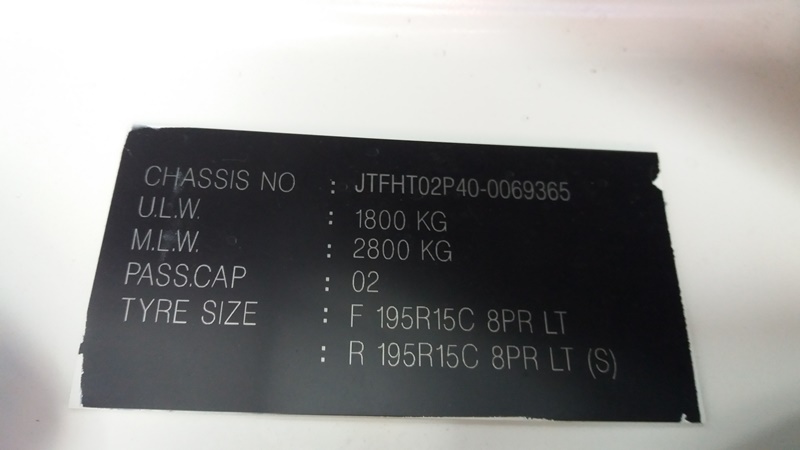 CHASSIS NO : JTFHT02P40-0069365
U.L.W. : 1800 KG
M.L.W. : 2800 KG
PASS.CAP : 02
TYRE SIZE : F 195R15C 8PR LT
: R 195R15C 8PR LT (S)